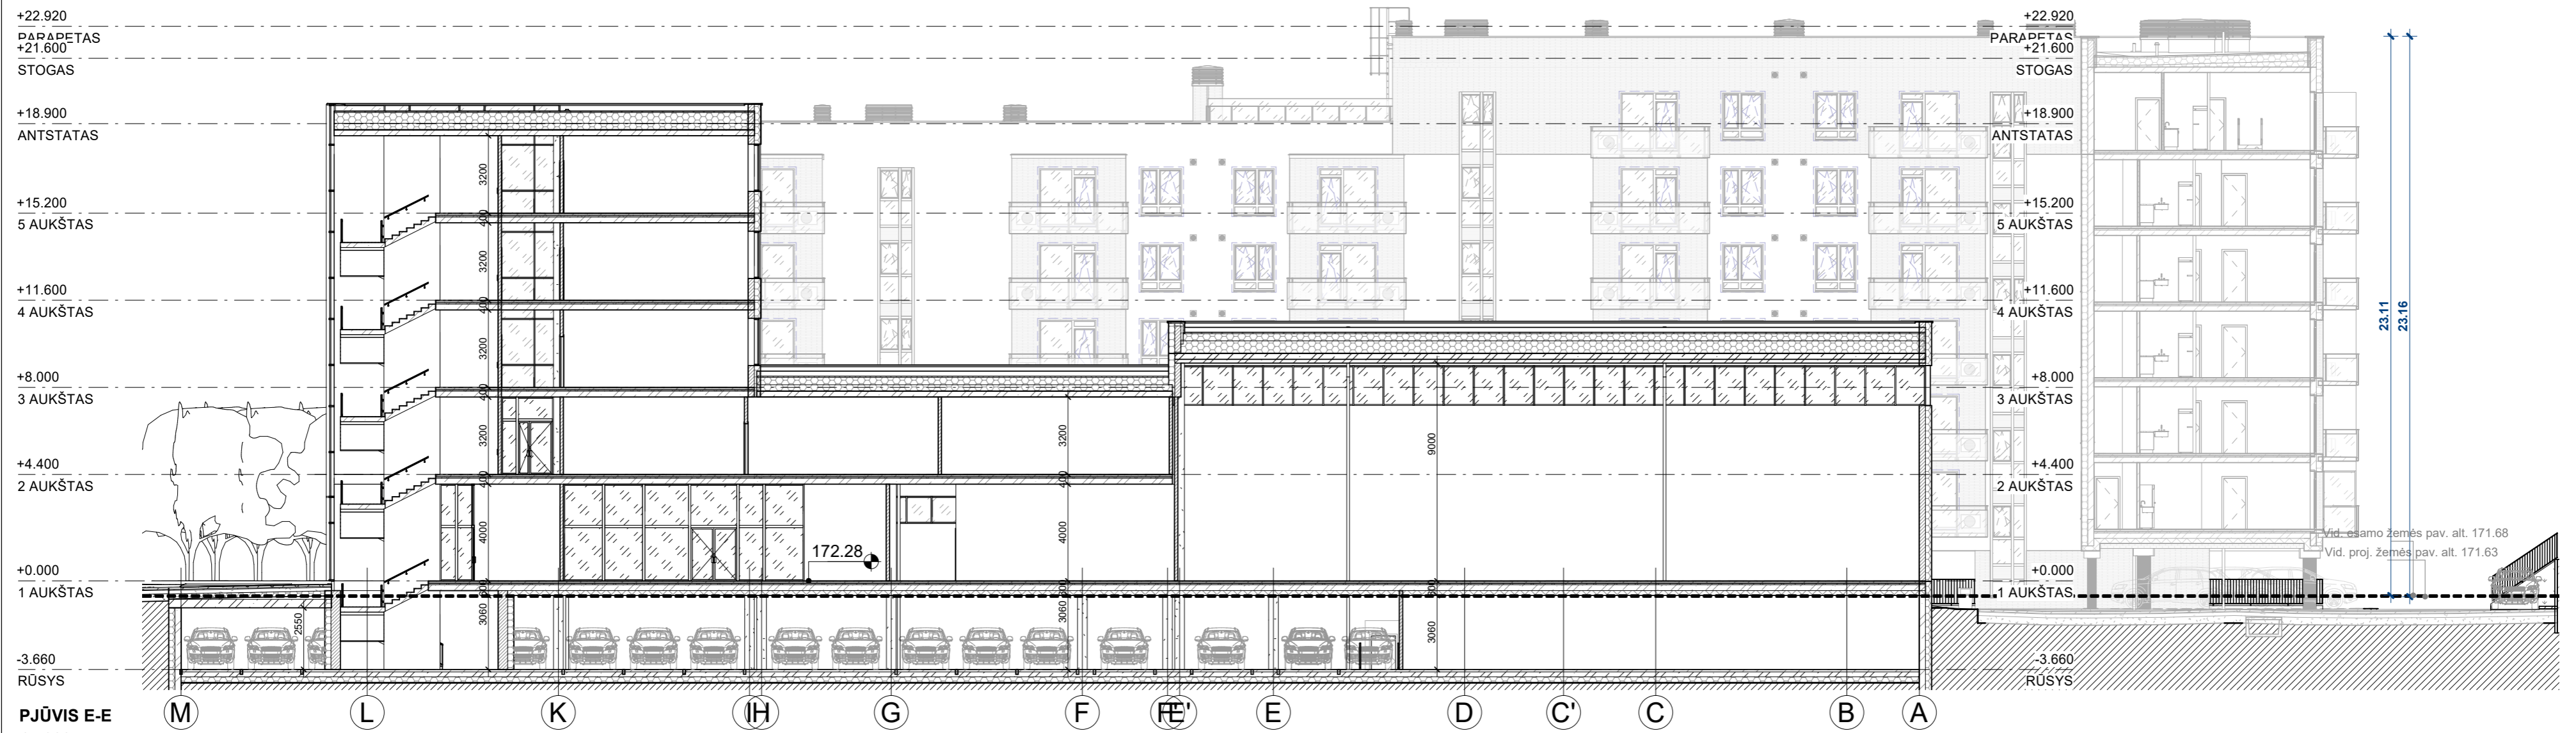 +22.920
PARAPETAS
+21.600
STOGAS
+18.900
ANTSTATAS
+15.200
5 AUKŠTAS
+11.600
4 AUKŠTAS
+8.000
3 AUKŠTAS
+4.400
2 AUKŠTAS
+0.000
1 AUKŠTAS
-3.660
RŪSYS
3200
400
3200
400
3200
400
3200
400
4000
3060
2550
3200
400
4000
3060
172.28
9000
3060
+22.920
PARAPETAS
+21.600
STOGAS
+18.900
ANTSTATAS
+15.200
5 AUKŠTAS
+11.600
4 AUKŠTAS
+8.000
3 AUKŠTAS
+4.400
2 AUKŠTAS
+0.000
1 AUKŠTAS
-3.660
RŪSYS
23.11
23.16
Vid. esamo žemės pav. alt. 171.68
Vid. proj. žemės pav. alt. 171.63
M L K I H G F F' E' E D C' C B A
PJŪVIS E-E